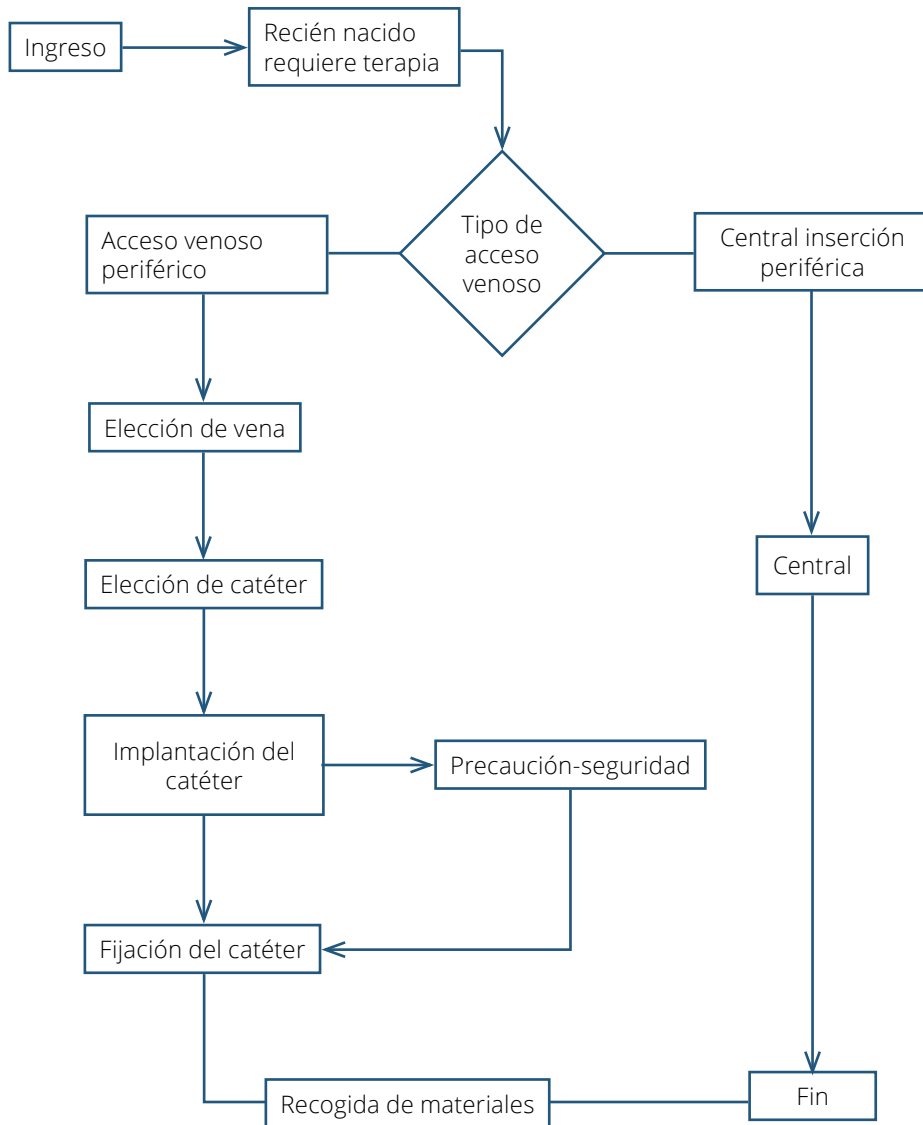 Ingreso
Recién nacido
requiere terapia
Tipo de
acceso
venoso
Acceso venoso
periférico
Central inserción
periférica
Elección de vena
Elección de catéter
Central
Implantación del
catéter
Precaución-seguridad
Fijación del catéter
Recogida de materiales
Fin